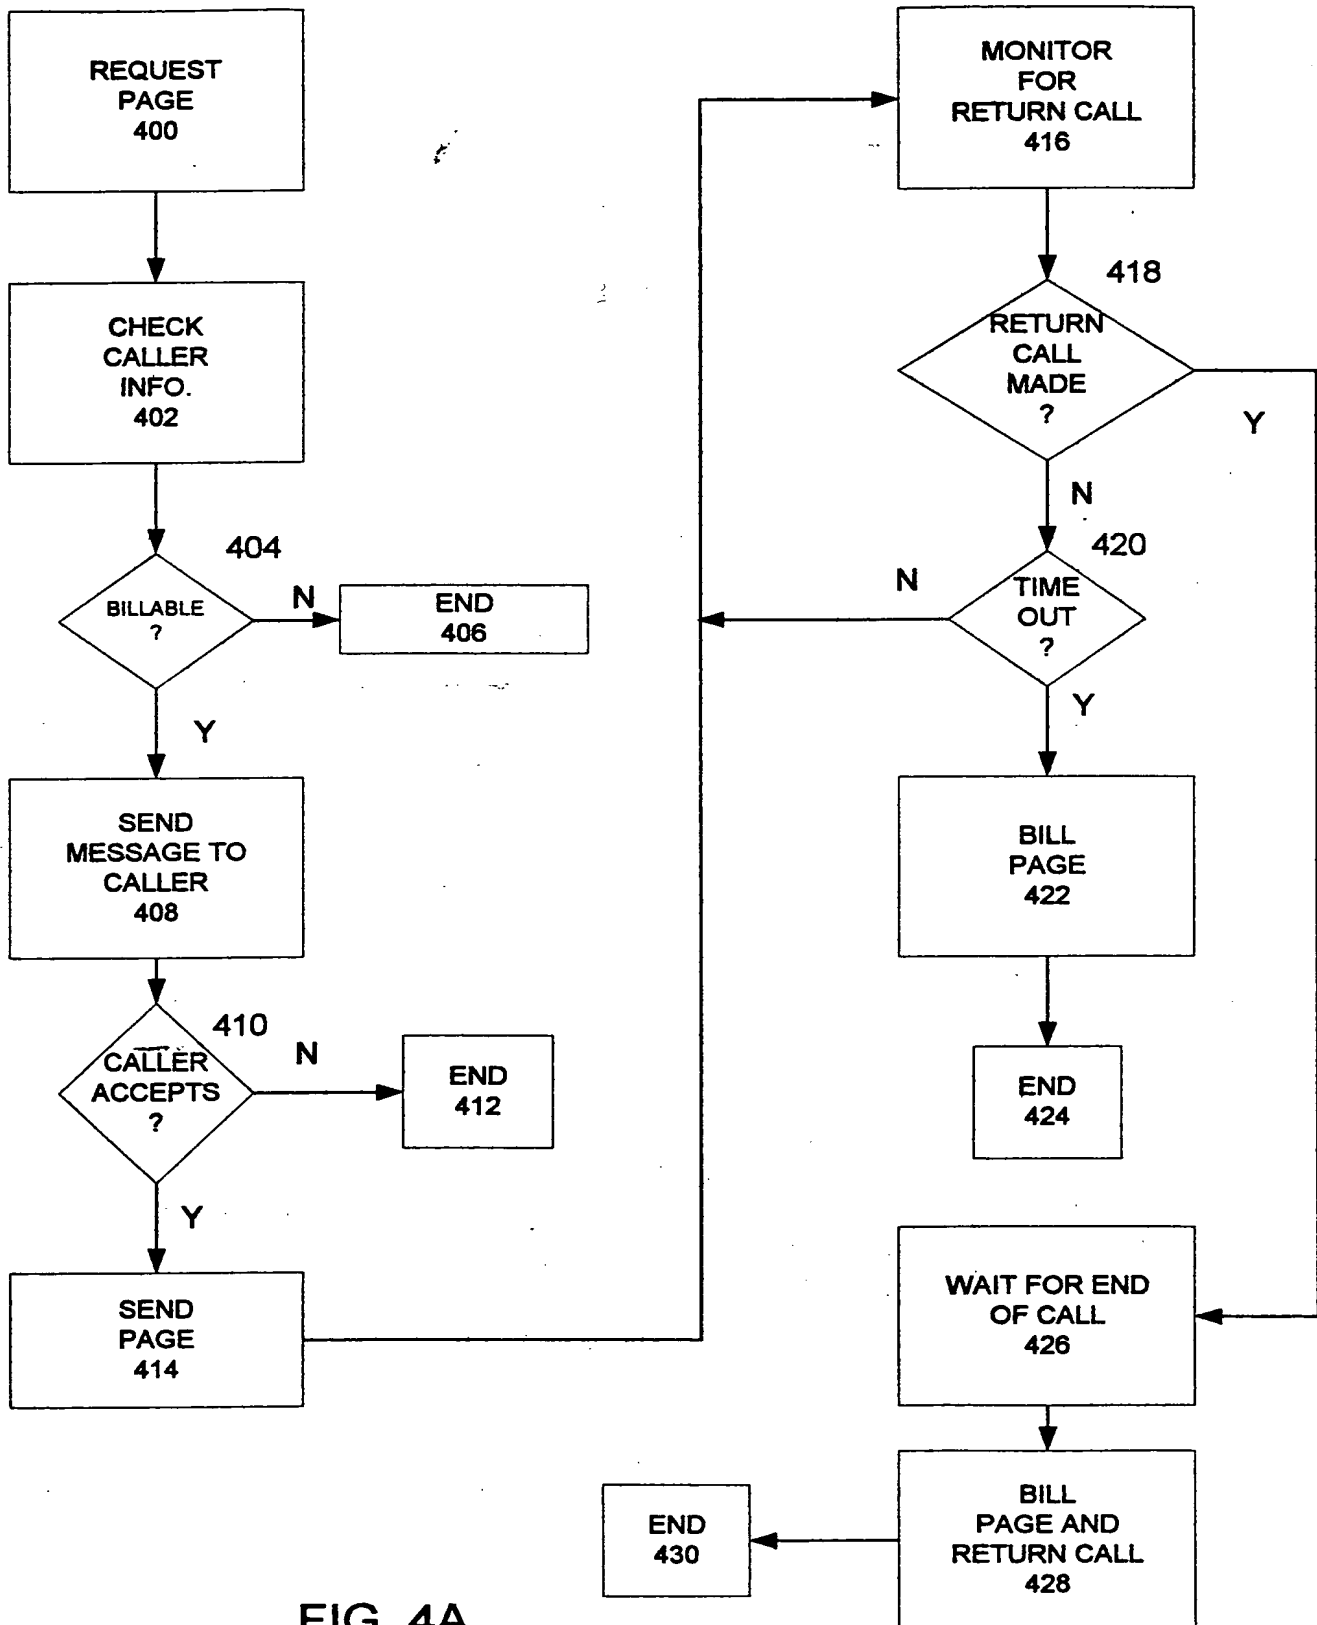 REQUEST
PAGE
400
CHECK
CALLER
INFO.
402
404
BILLABLE
?
N
END
406
Y
SEND
MESSAGE TO
CALLER
408
410
CALLER
ACCEPTS
?
N
END
412
Y
SEND
PAGE
414
MONITOR
FOR
RETURN CALL
416
418
RETURN
CALL
MADE
?
Y
N
420
TIME
OUT
?
N
Y
BILL
PAGE
422
END
424
WAIT FOR END
OF CALL
426
BILL
PAGE AND
RETURN CALL
428
END
430
FIG. 4A